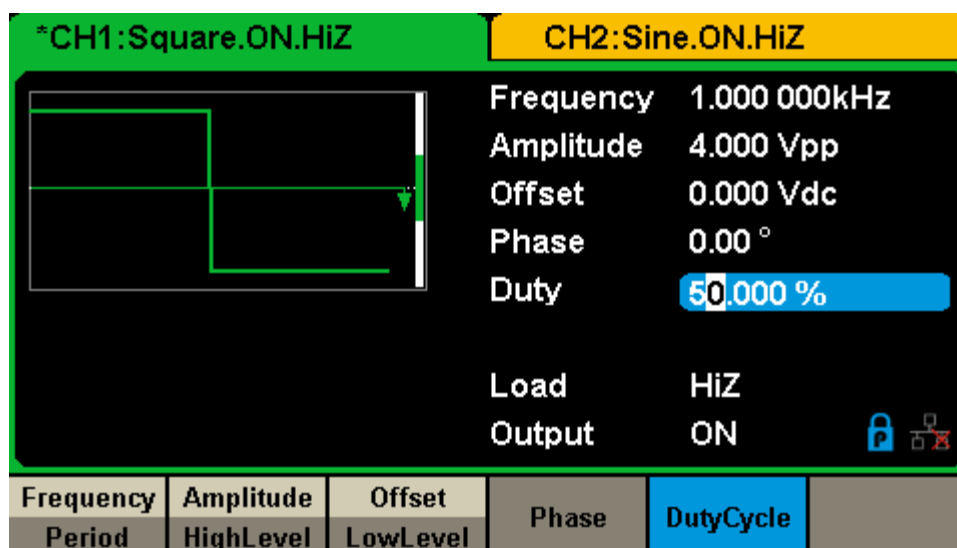 *CH1:Square.ON.HiZ CH2:Sine.ON.HiZ
Frequency 1.000 000kHz
Amplitude 4.000 Vpp
Offset 0.000 Vdc
Phase 0.00 °
Duty 50.000 %
Load HiZ
Output ON P
Frequency Amplitude Offset Phase DutyCycle
Period HighLevel LowLevel